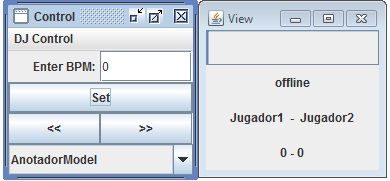 Control
DJ Control
Enter BPM: 0
Set
<< >>
AnotadorModel
View
offline
Jugador1 - Jugador2
0 - 0